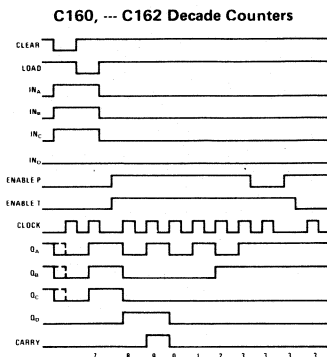 C160, --- C162 Decade Counters
CLEAR
LOAD
INA
INB
INC
IND
ENABLE P
ENABLE T
CLOCK
QA
QB
QC
QD
CARRY
7 8 9 0 1 2 3 3 3 3